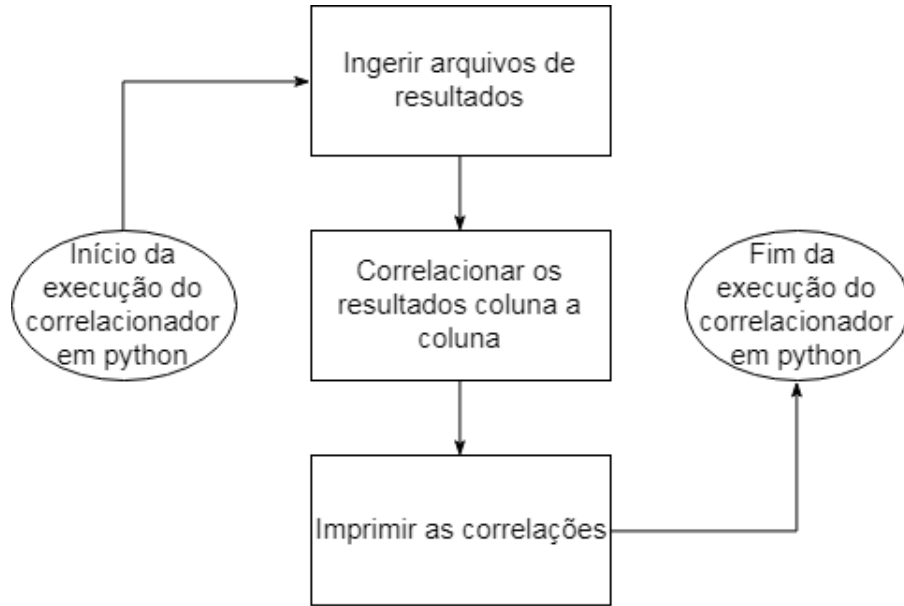 Ingerir arquivos de
resultados
Início da
execução do
correlacionador
em python
Correlacionar os
resultados coluna a
coluna
Fim da
execução do
correlacionador
em python
Imprimir as correlações